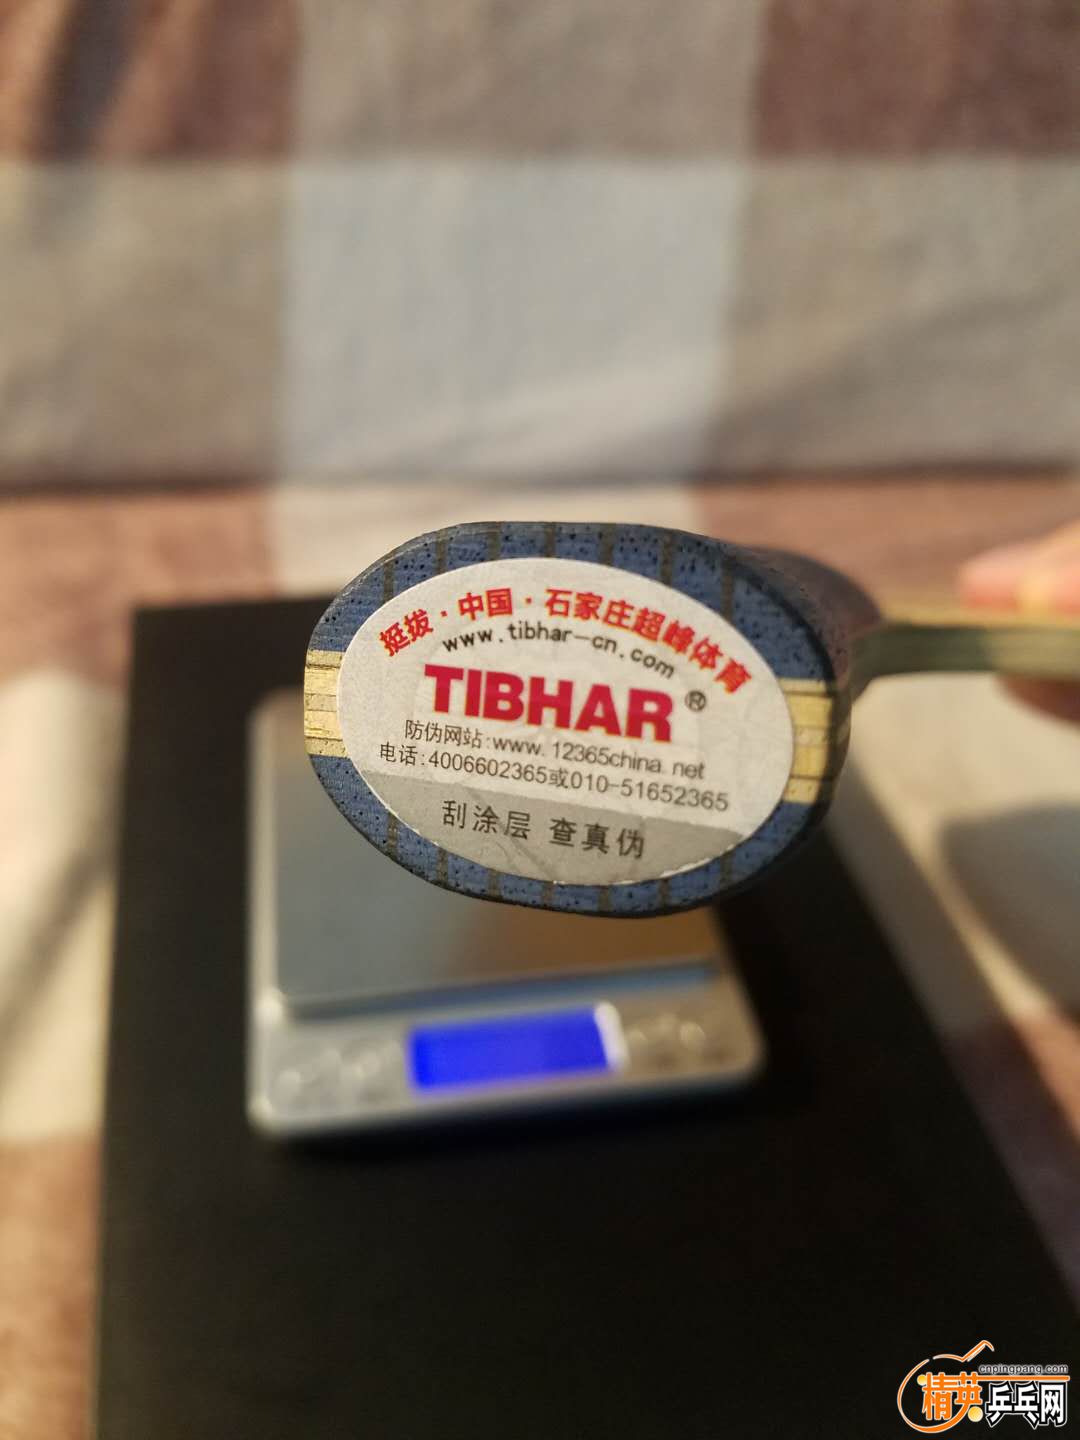 挺拔·中国·石家庄超峰体育
www.tibhar-cn.com
TIBHAR®
防伪网站:www.12365china.net
电话:4006602365或010-51652365
刮涂层 查真伪
cnpingpang.com
精英乒乓网